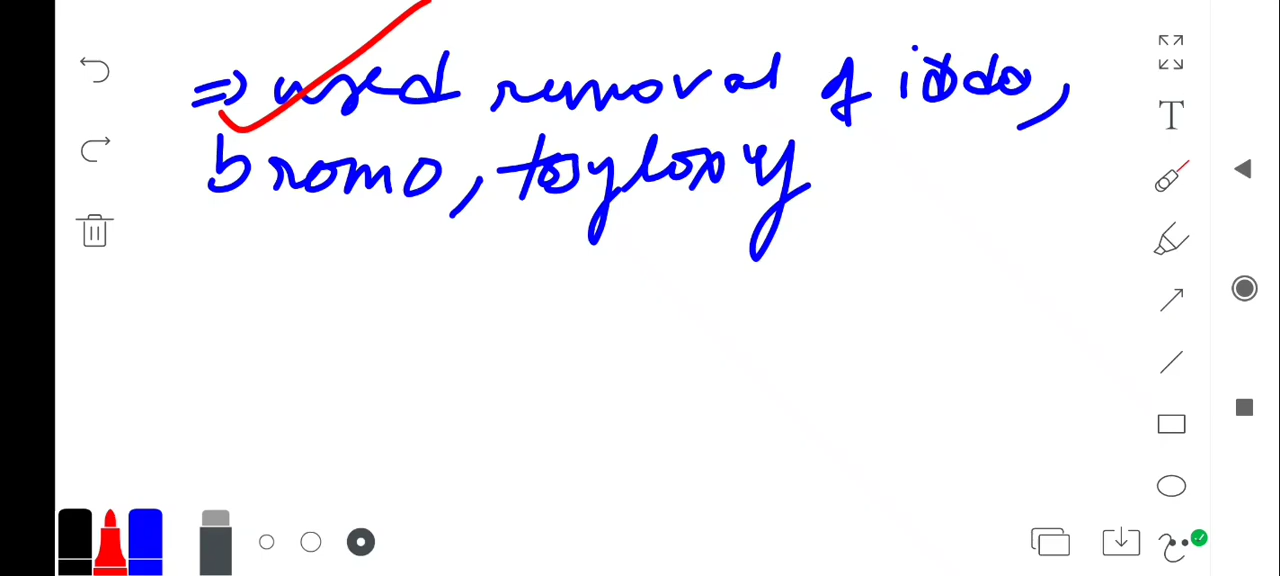 ⇒ used removal of iodo,
bromo, tosyloxy
T